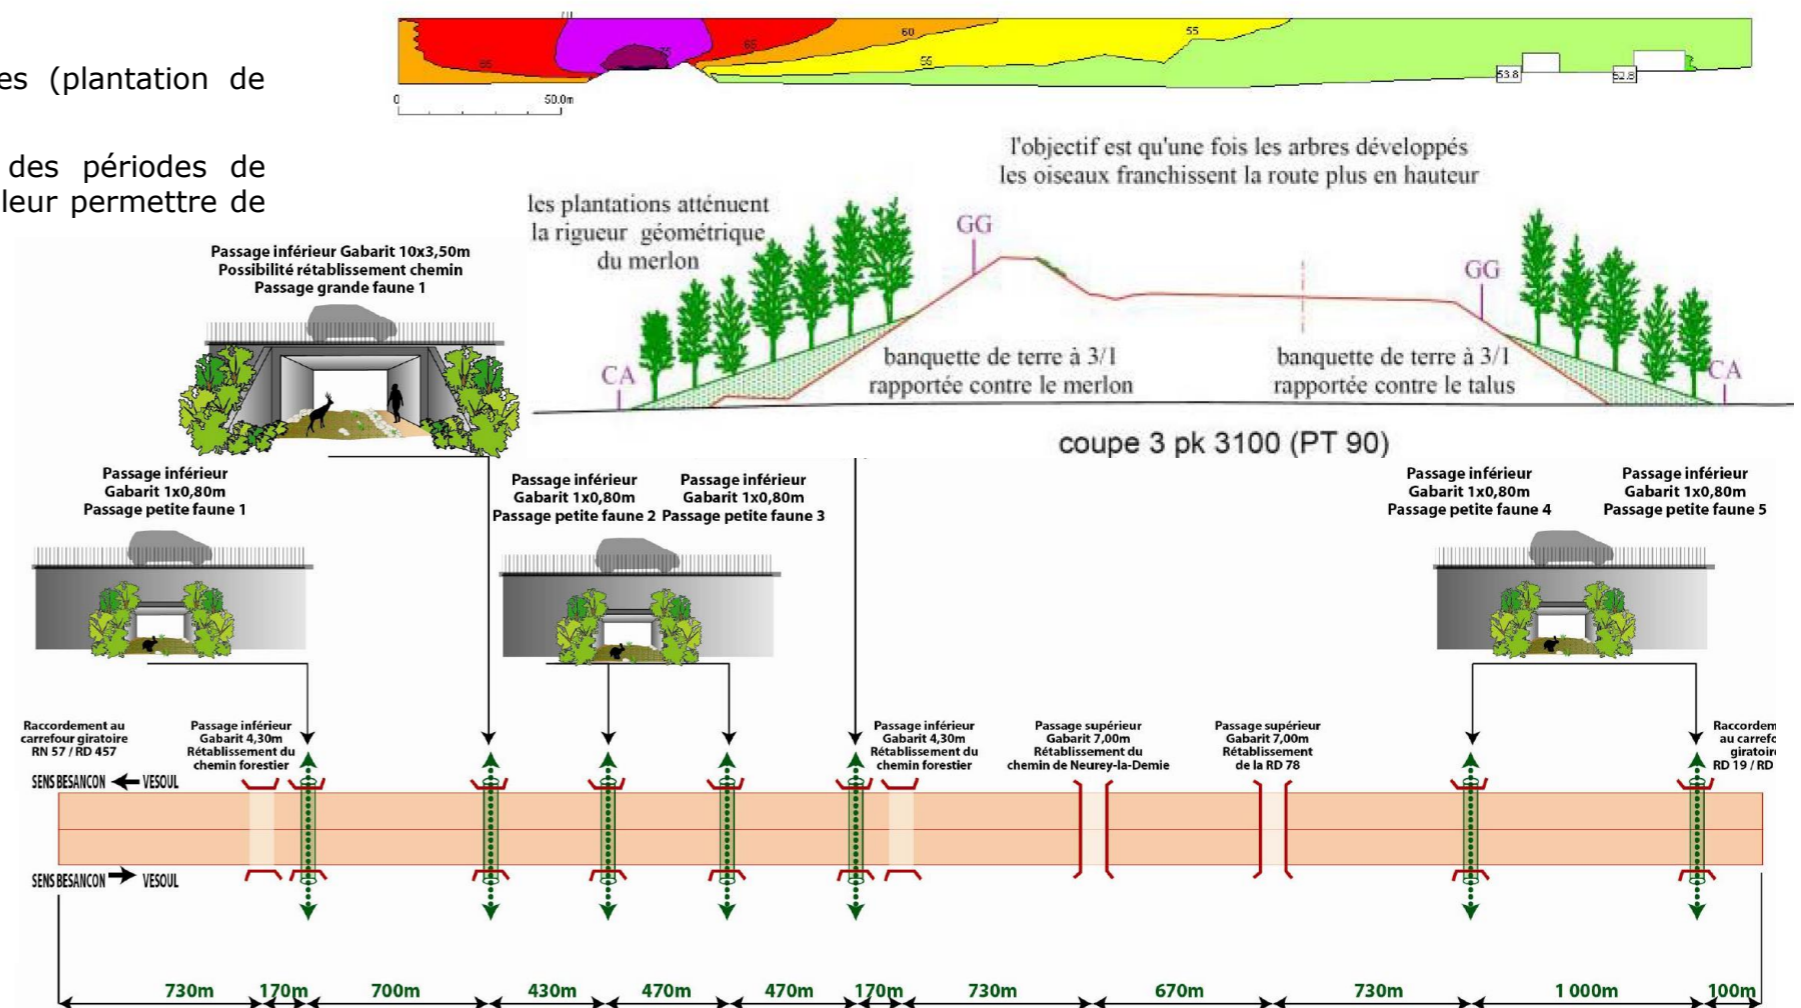 es (plantation de
des périodes de
leur permettre de
65
75
65
60
55
55
53.8
52.8
0
50.0m
l'objectif est qu'une fois les arbres développés
les oiseaux franchissent la route plus en hauteur
les plantations atténuent
la rigueur géométrique
du merlon
GG
GG
CA
CA
banquette de terre à 3/1
rapportée contre le merlon
banquette de terre à 3/1
rapportée contre le talus
coupe 3 pk 3100 (PT 90)
Passage inférieur Gabarit 10x3,50m
Possibilité rétablissement chemin
Passage grande faune 1
Passage inférieur
Gabarit 1x0,80m
Passage petite faune 1
Passage inférieur
Gabarit 1x0,80m
Passage petite faune 2
Passage inférieur
Gabarit 1x0,80m
Passage petite faune 3
Passage inférieur
Gabarit 1x0,80m
Passage petite faune 4
Passage inférieur
Gabarit 1x0,80m
Passage petite faune 5
Raccordement au
carrefour giratoire
RN 57 / RD 457
Passage inférieur
Gabarit 4,30m
Rétablissement du
chemin forestier
Passage inférieur
Gabarit 4,30m
Rétablissement du
chemin forestier
Passage supérieur
Gabarit 7,00m
Rétablissement du
chemin de Neurey-la-Demie
Passage supérieur
Gabarit 7,00m
Rétablissement
de la RD 78
Raccordem
au carrefo
giratoire
RD 19 / RD
SENS BESANCON VESOUL
SENS BESANCON VESOUL
730m 170m 700m 430m 470m 470m 170m 730m 670m 730m 1 000m 100m